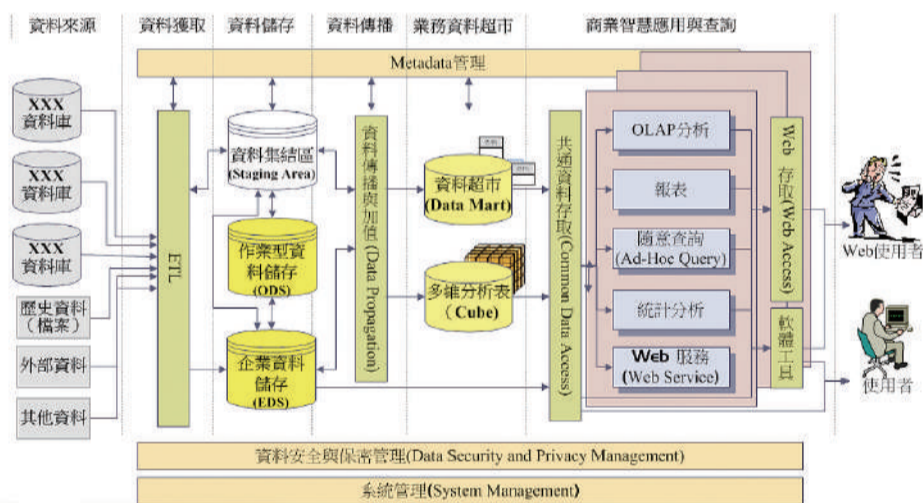 資料來源
資料獲取
資料儲存
資料傳播
業務資料超市
商業智慧應用與查詢
Metadata管理
XXX
資料庫
XXX
資料庫
XXX
資料庫
歷史資料
(檔案)
外部資料
其他資料
ETL
資料集結區
(Staging Area)
作業型資料儲存
(ODS)
企業資料
儲存
(EDS)
資料傳播與加值(Data Propagation)
資料超市
(Data Mart)
多維分析表
(Cube)
共通資料存取(Common Data Access)
OLAP分析
報表
隨意查詢
(Ad-Hoc Query)
統計分析
Web 服務
(Web Service)
Web 存取(Web Access)
軟體工具
Web使用者
使用者
資料安全與保密管理(Data Security and Privacy Management)
系統管理(System Management)